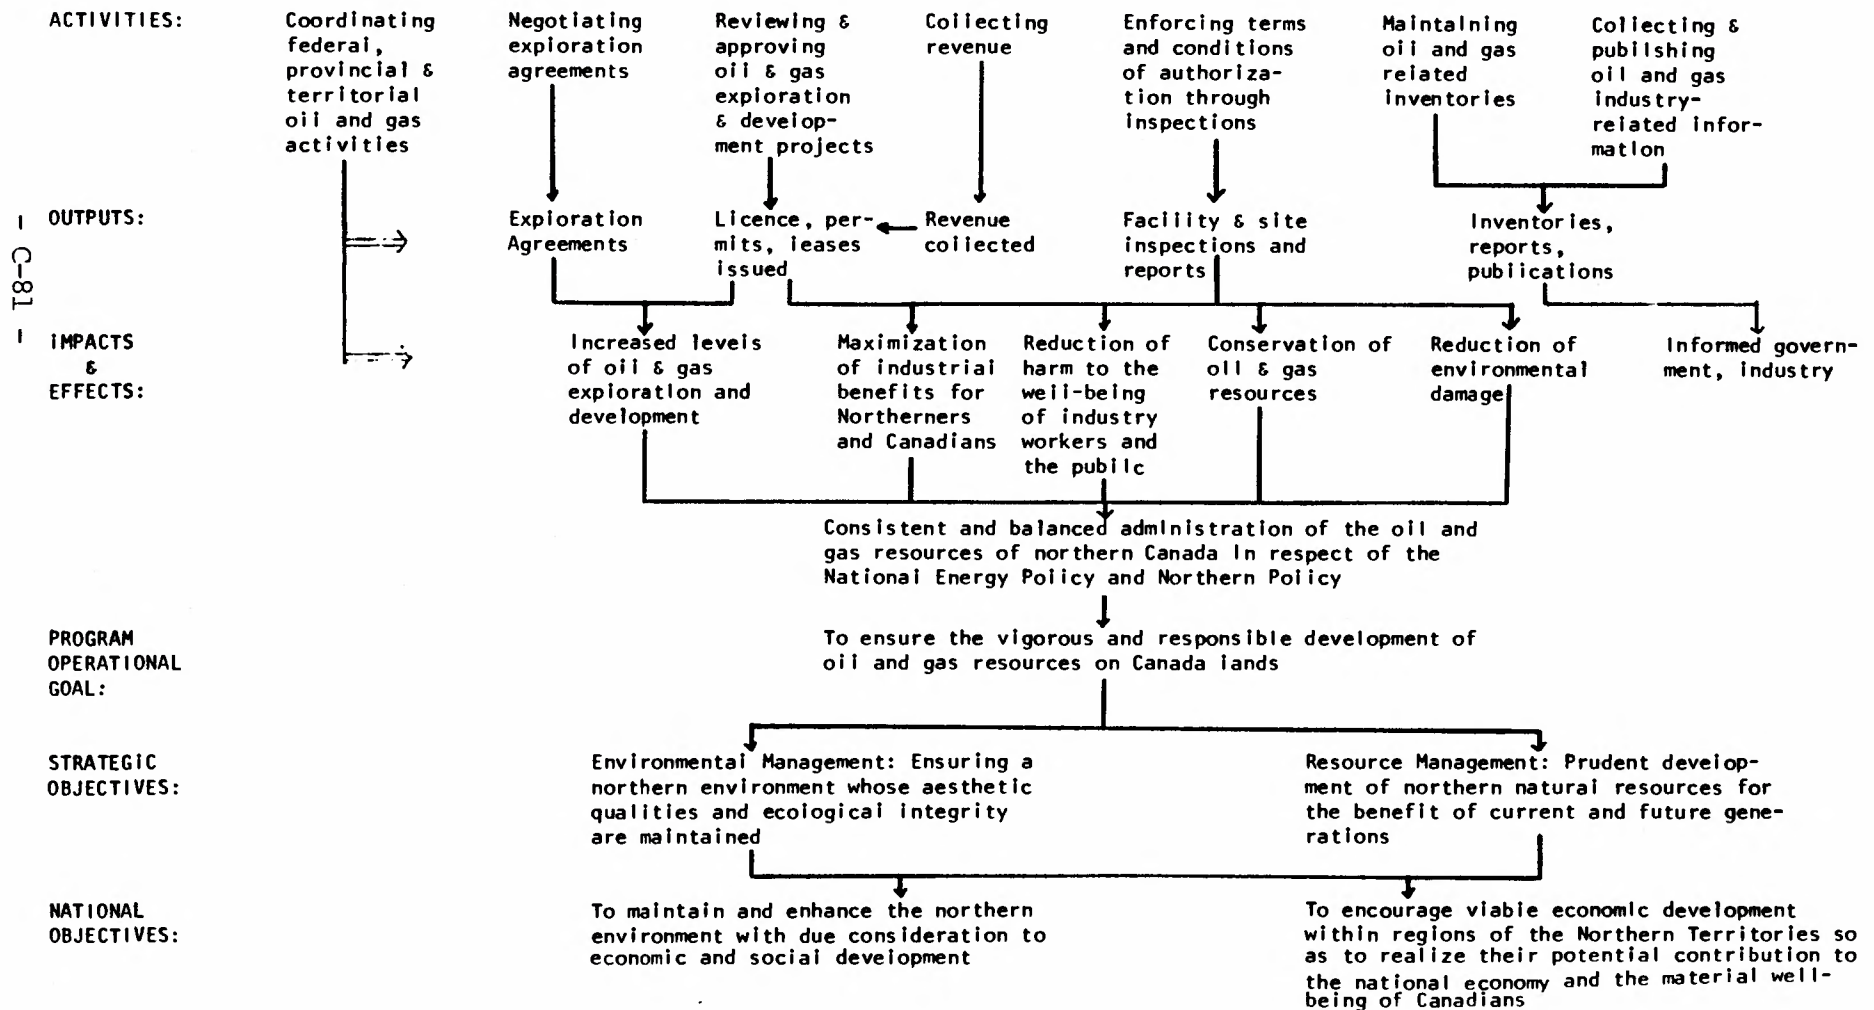 ACTIVITIES:
Coordinating
federal,
provincial &
territorial
oil and gas
activities
Negotiating
exploration
agreements
Reviewing &
approving
oil & gas
exploration
& develop-
ment projects
Collecting
revenue
Enforcing terms
and conditions
of authoriza-
tion through
inspections
Maintaining
oil and gas
related
inventories
Collecting &
publishing
oil and gas
industry-
related infor-
mation
- C-81 -
OUTPUTS:
Exploration
Agreements
Licence, per-
mits, leases
issued
Revenue
collected
Facility & site
inspections and
reports
Inventories,
reports,
publications
IMPACTS
&
EFFECTS:
Increased levels
of oil & gas
exploration and
development
Maximization
of industrial
benefits for
Northerners
and Canadians
Reduction of
harm to the
well-being
of industry
workers and
the public
Conservation of
oil & gas
resources
Reduction of
environmental
damage
Informed govern-
ment, industry
Consistent and balanced administration of the oil and
gas resources of northern Canada in respect of the
National Energy Policy and Northern Policy
PROGRAM
OPERATIONAL
GOAL:
To ensure the vigorous and responsible development of
oil and gas resources on Canada lands
STRATEGIC
OBJECTIVES:
Environmental Management: Ensuring a
northern environment whose aesthetic
qualities and ecological integrity
are maintained
Resource Management: Prudent develop-
ment of northern natural resources for
the benefit of current and future gene-
rations
NATIONAL
OBJECTIVES:
To maintain and enhance the northern
environment with due consideration to
economic and social development
To encourage viable economic development
within regions of the Northern Territories so
as to realize their potential contribution to
the national economy and the material well-
being of Canadians